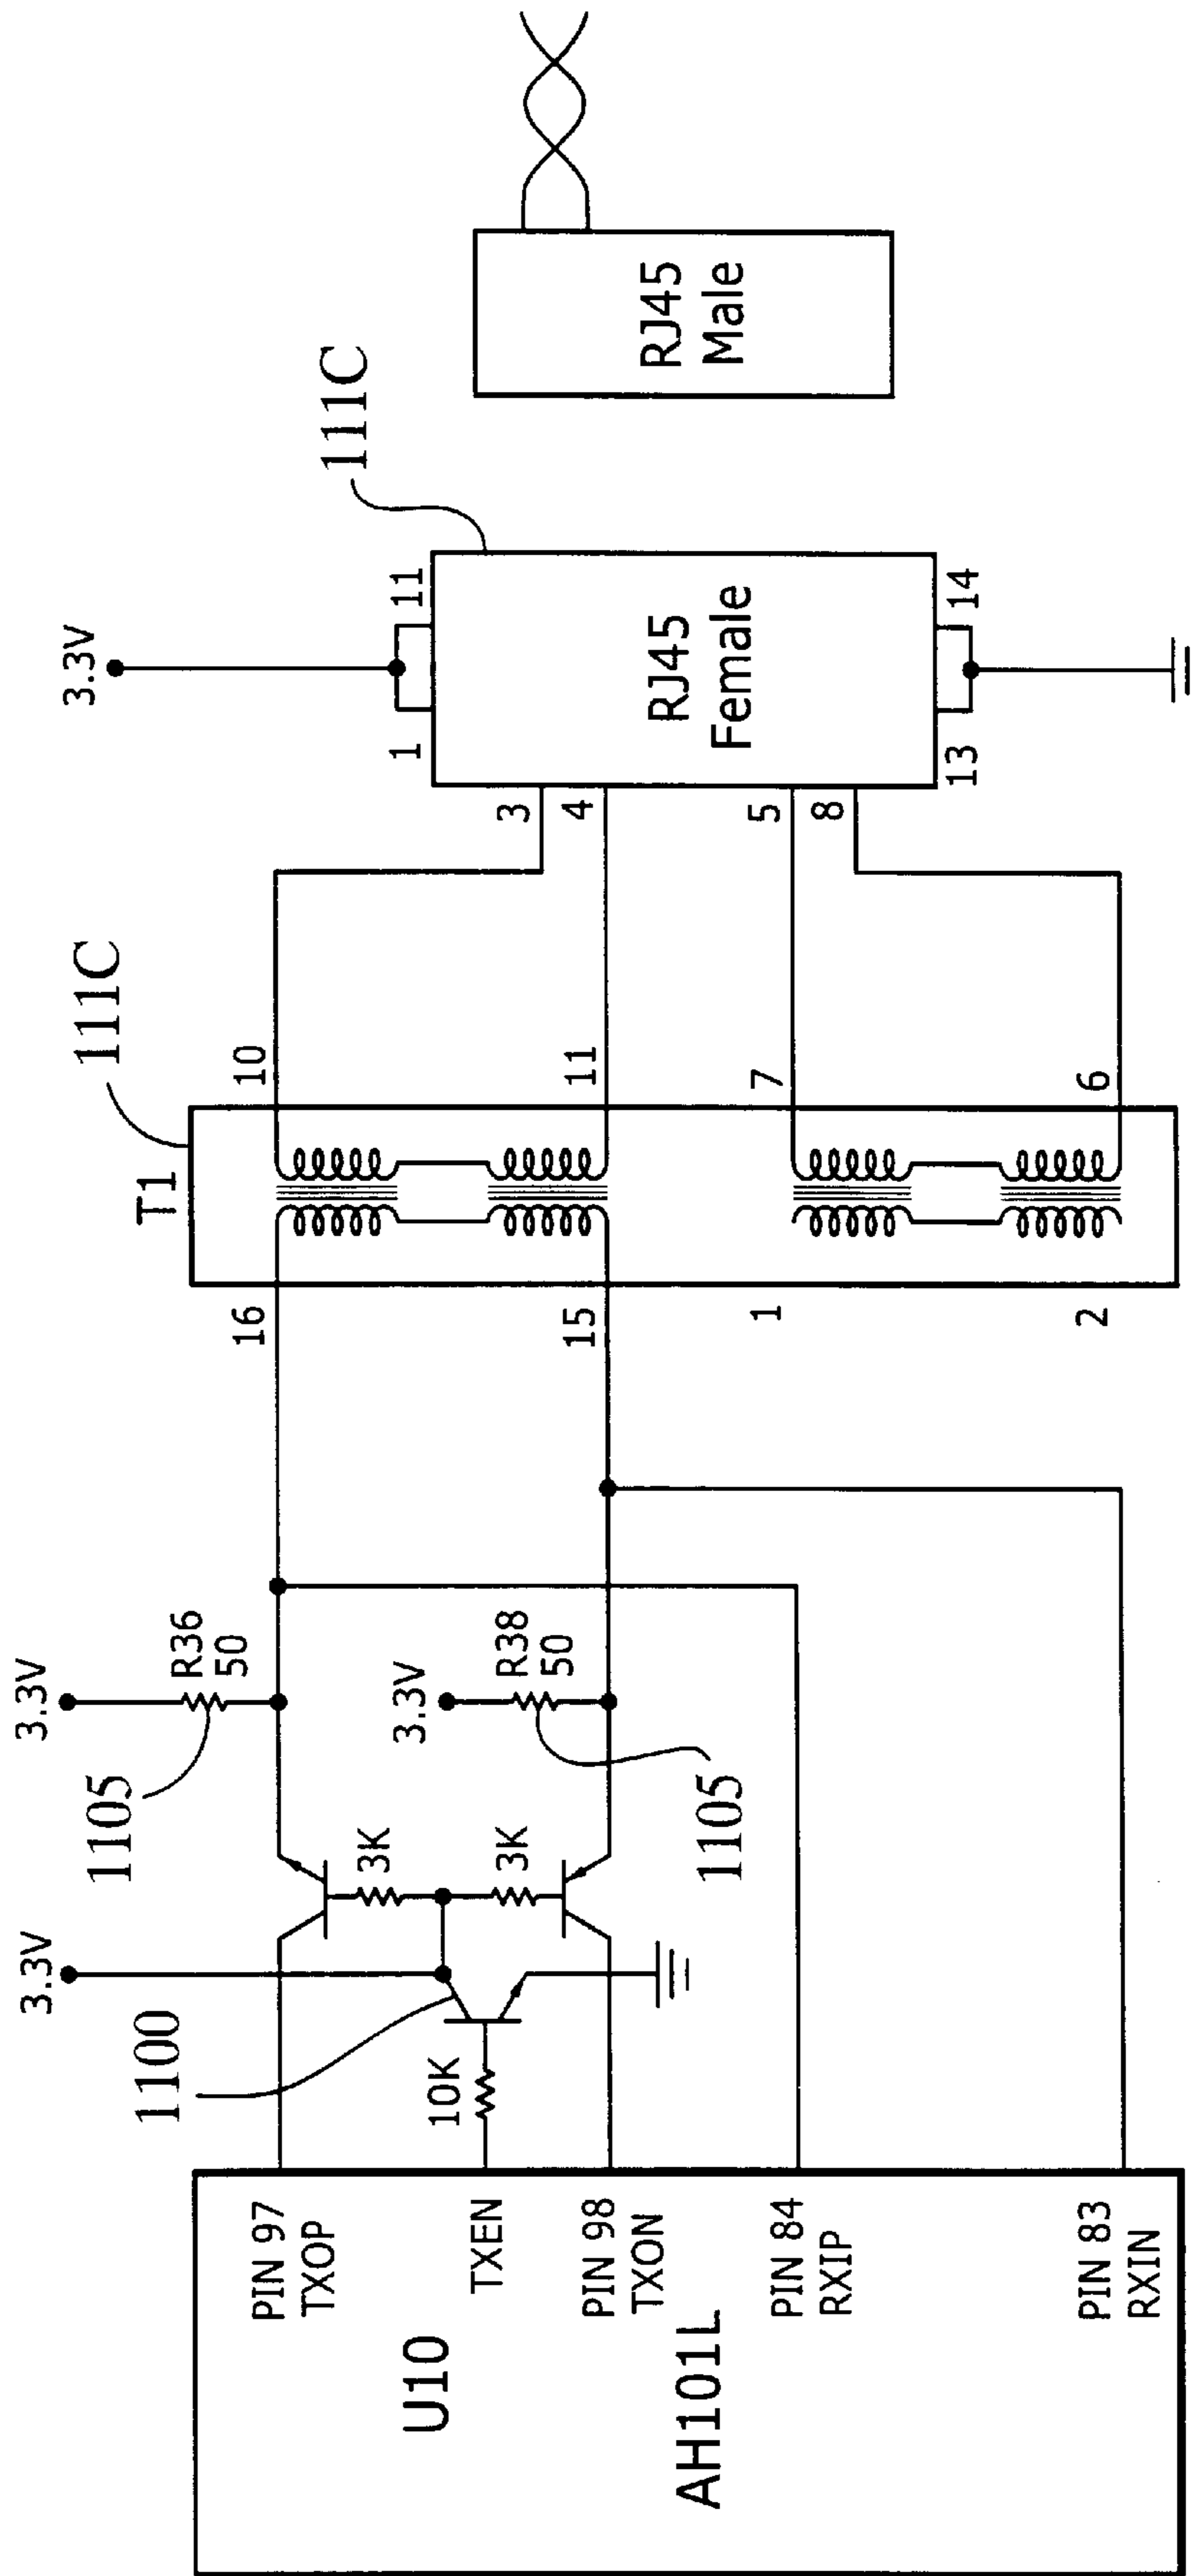 U10
AH101L
PIN 97
TXOP
TXEN
PIN 98
TXON
PIN 84
RXIP
PIN 83
RXIN
1100
10K
3.3V
3K
3K
1105
3.3V
R36
50
3.3V
R38
50
1105
T1
111C
16
15
1
2
10
11
7
6
3
4
5
8
3.3V
1
11
RJ45
Female
13
14
111C
RJ45
Male